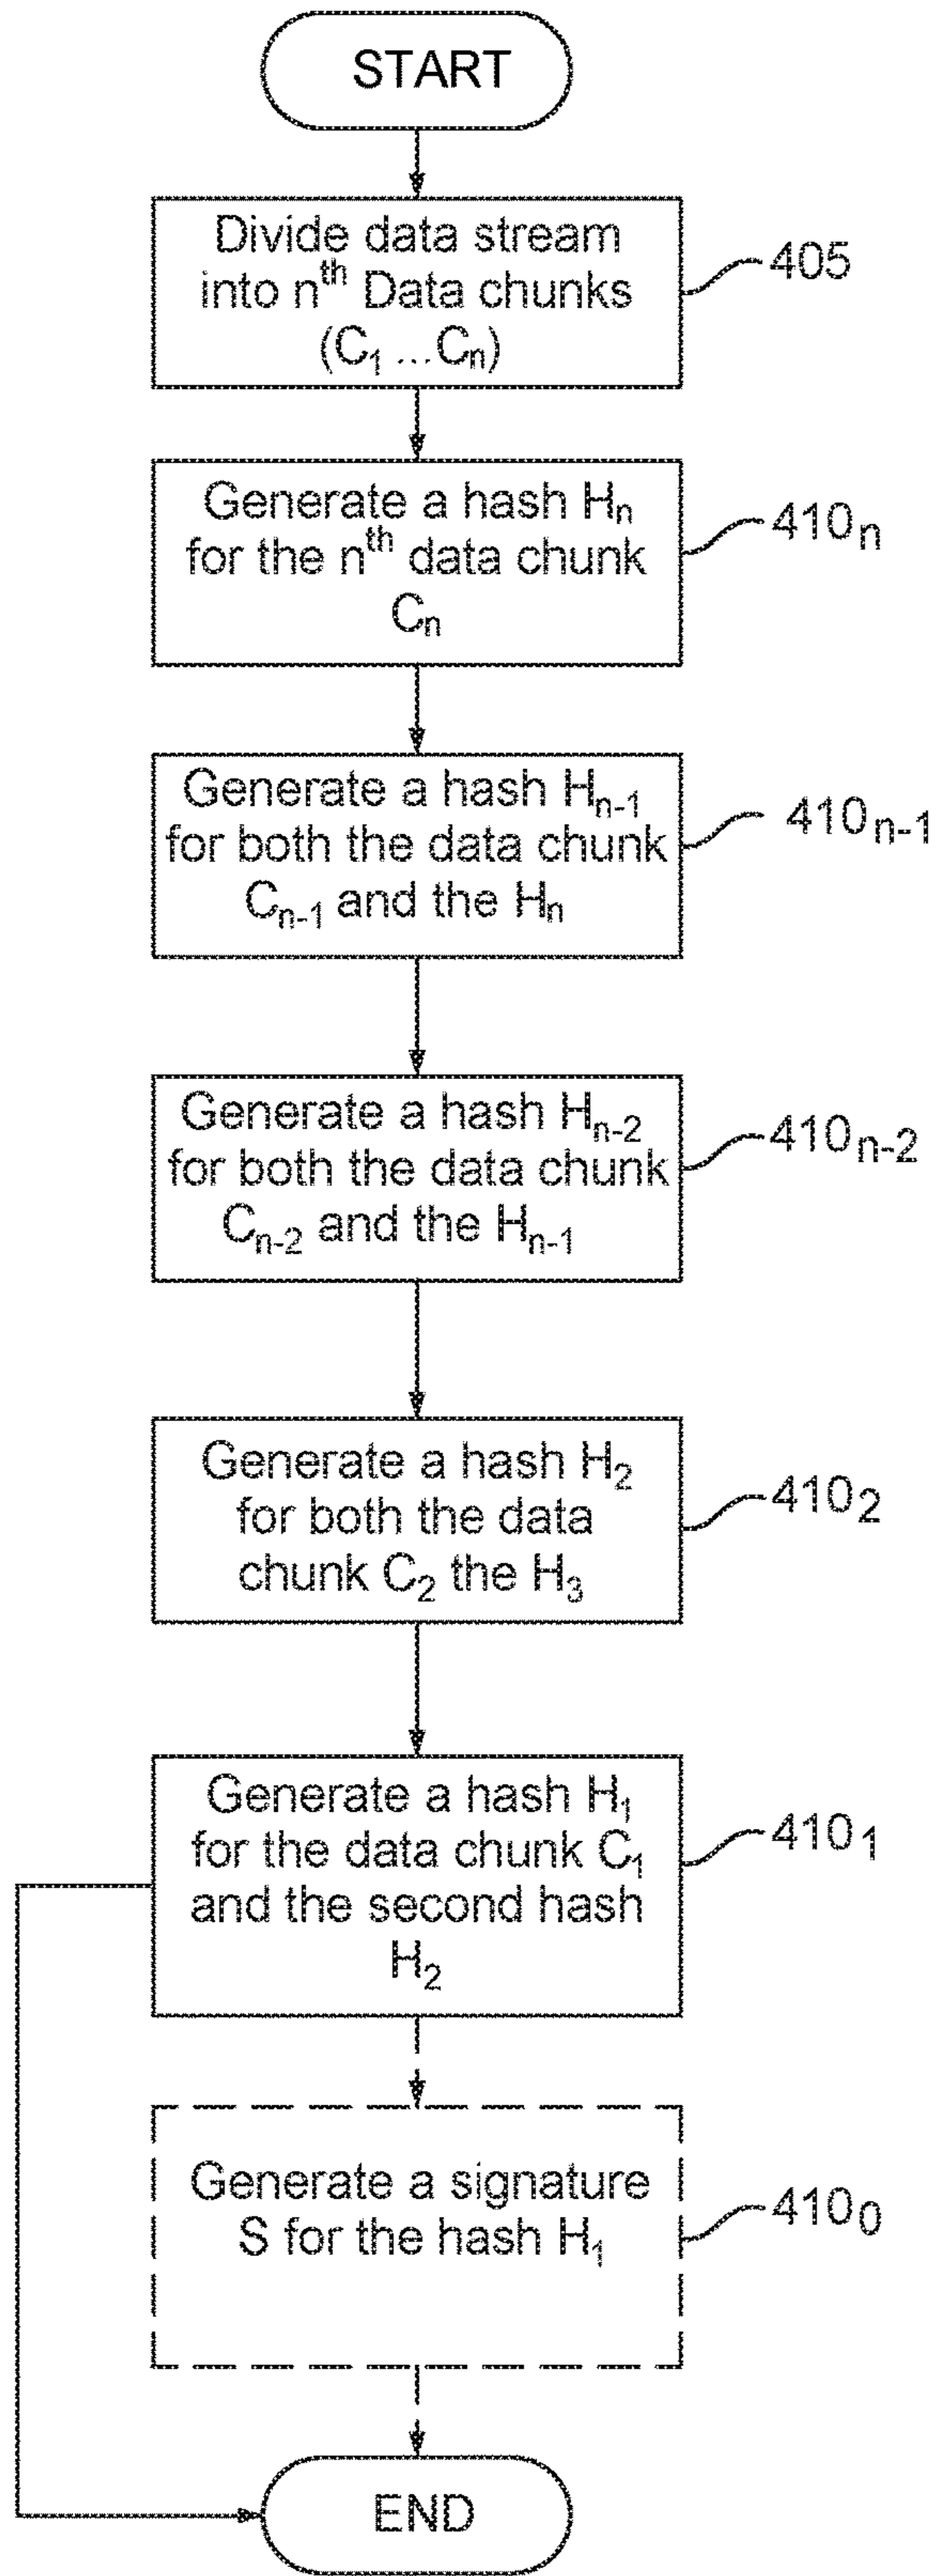 START
Divide data stream
into nᵗʰ Data chunks
(C₁ ...Cₙ)
405
Generate a hash Hₙ
for the nᵗʰ data chunk
Cₙ
410ₙ
Generate a hash Hₙ₋₁
for both the data chunk
Cₙ₋₁ and the Hₙ
410ₙ₋₁
Generate a hash Hₙ₋₂
for both the data chunk
Cₙ₋₂ and the Hₙ₋₁
410ₙ₋₂
Generate a hash H₂
for both the data
chunk C₂ the H₃
410₂
Generate a hash H₁
for the data chunk C₁
and the second hash
H₂
410₁
Generate a signature
S for the hash H₁
410₀
END